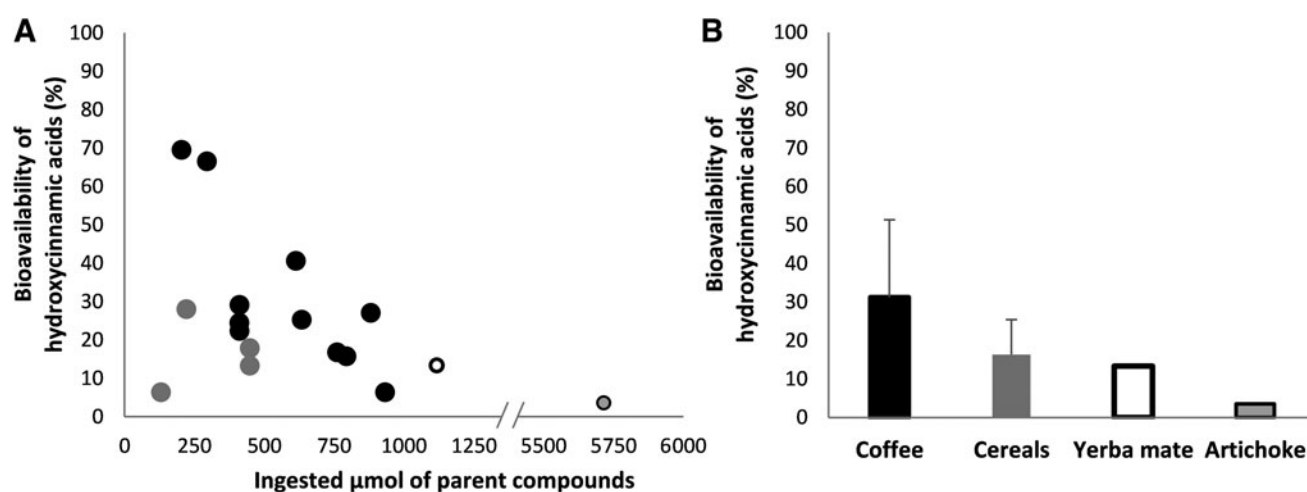 A
Bioavailability of
hydroxycinnamic acids (%)
100
90
80
70
60
50
40
30
20
10
0
0 250 500 750 1000 1250 5500 5750 6000
Ingested µmol of parent compounds
B
Bioavailability of
hydroxycinnamic acids (%)
100
90
80
70
60
50
40
30
20
10
0
Coffee Cereals Yerba mate Artichoke